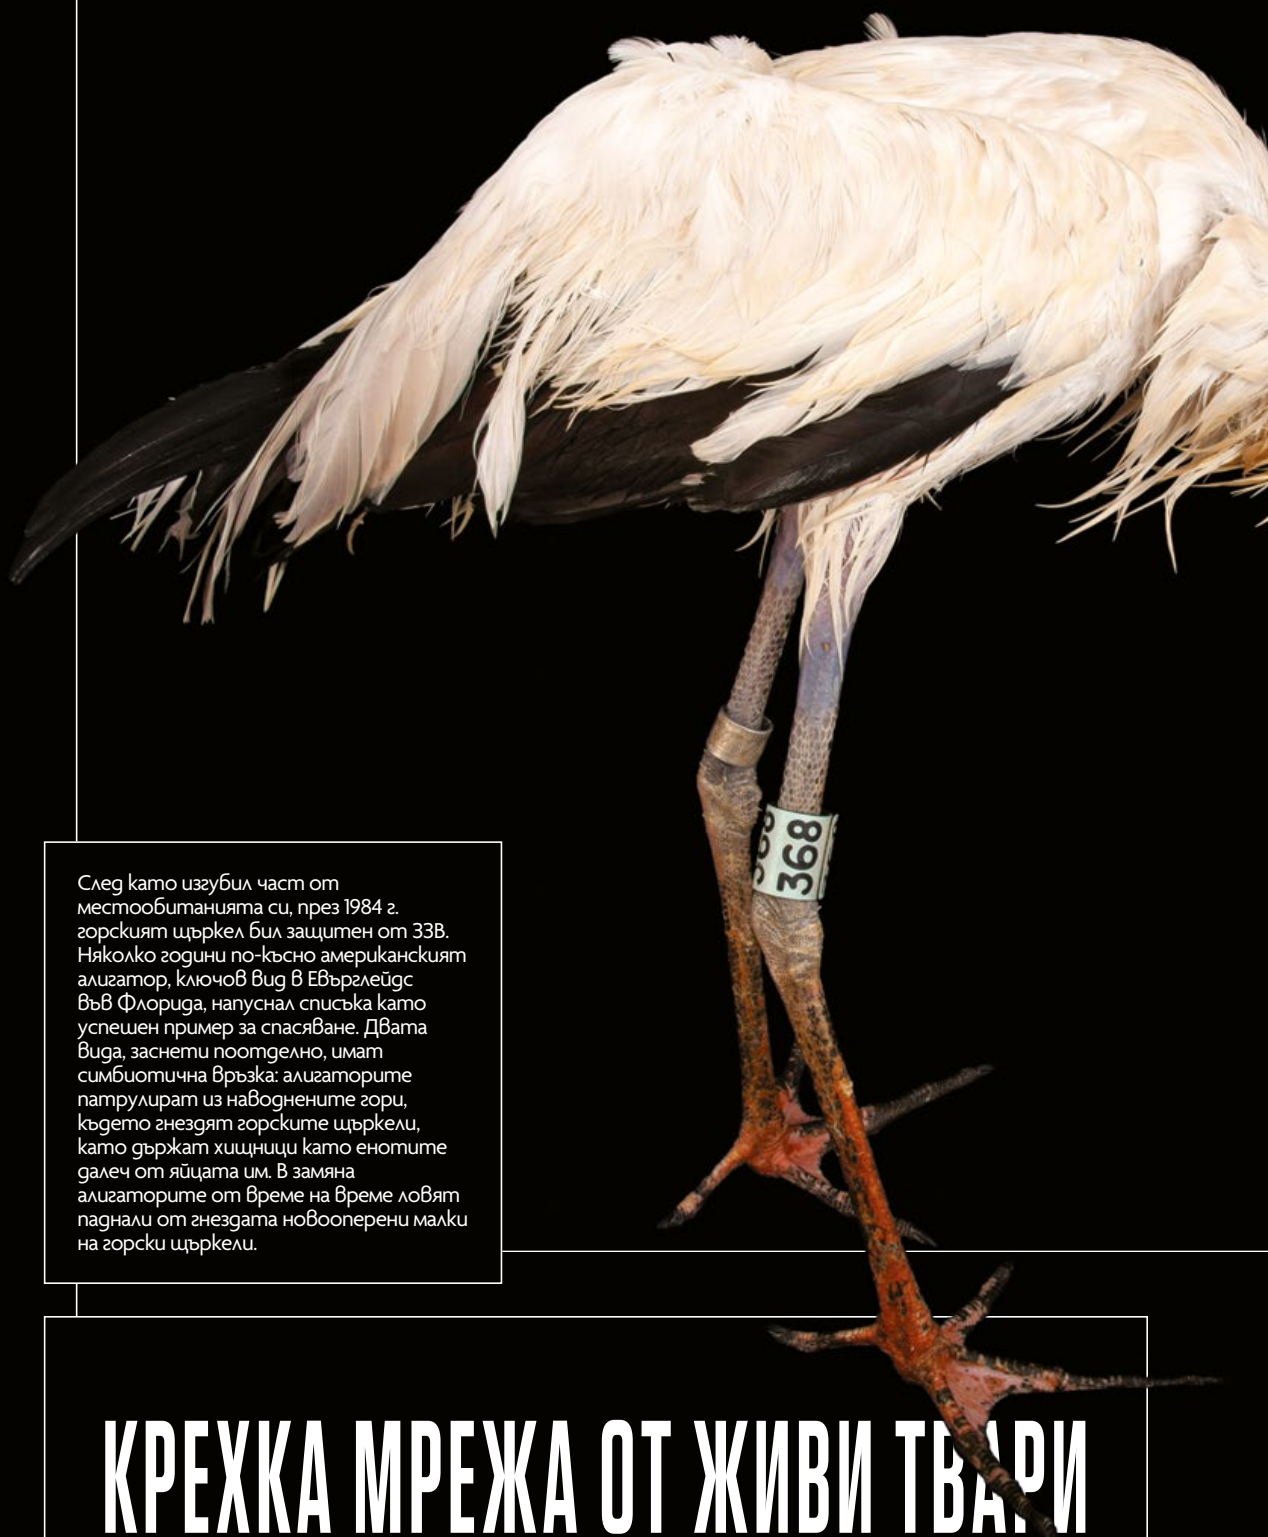 368
След като изгубил част от
местообитанията си, през 1984 г.
горският щъркел бил защитен от ЗЗВ.
Няколко години по-късно американският
алигатор, ключов вид в Евърглейдс
във Флорида, напуснал списъка като
успешен пример за спасяване. Двата
вида, заснети поотделно, имат
симбиотична връзка: алигаторите
патрулират из наводнените гори,
където гнездят горските щъркели,
като държат хищници като енотите
далеч от яйцата им. В замяна
алигаторите от време на време ловят
паднали от гнездата новооперени малки
на горски щъркели.
КРЕХКА МРЕЖА ОТ ЖИВИ ТВАРИ